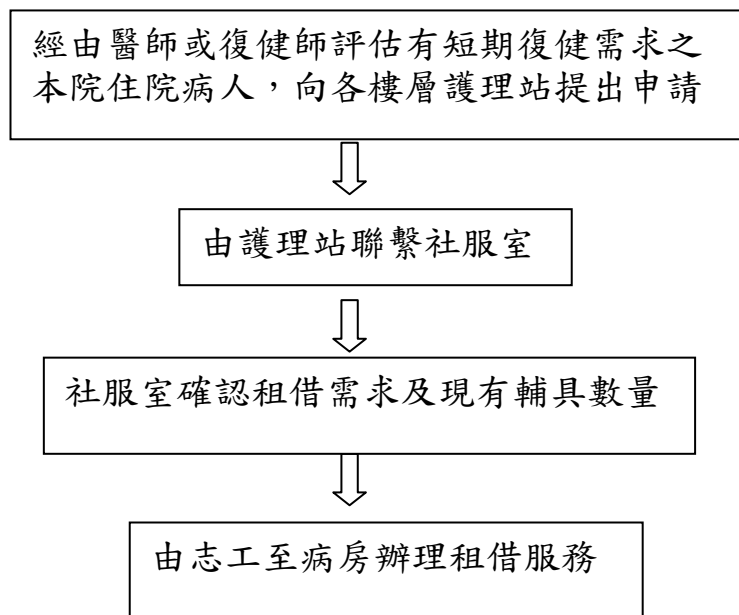 經由醫師或復健師評估有短期復健需求之
本院住院病人，向各樓層護理站提出申請
由護理站聯繫社服室
社服室確認租借需求及現有輔具數量
由志工至病房辦理租借服務